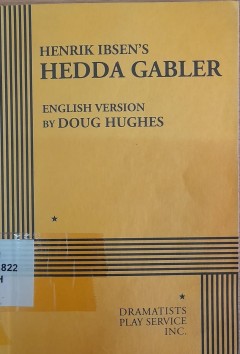 HENRIK IBSEN'S
HEDDA GABLER
ENGLISH VERSION
BY DOUG HUGHES
822
H
DRAMATISTS
PLAY SERVICE
INC.